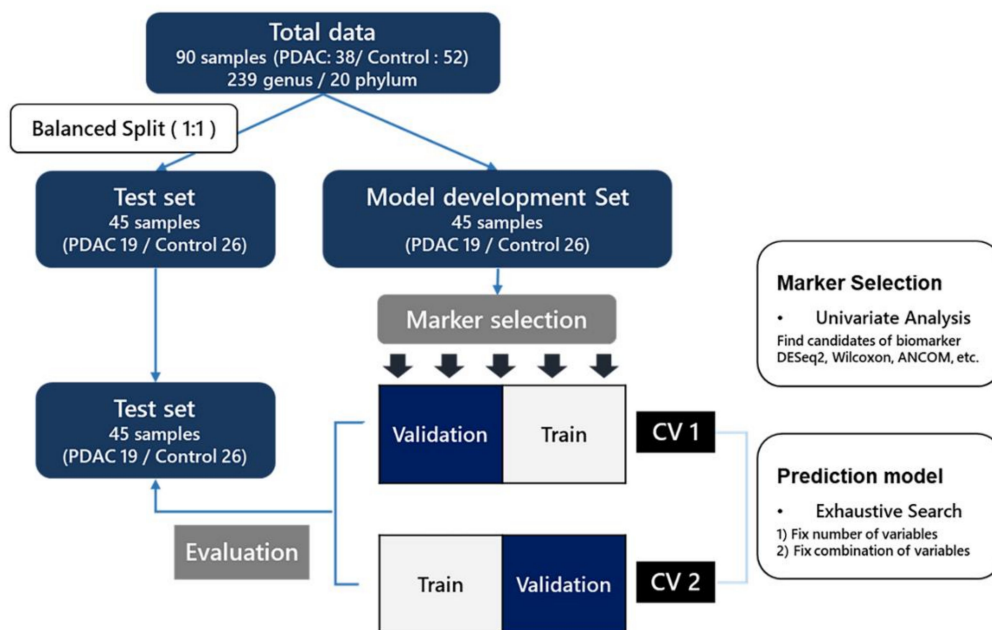 Total data
90 samples (PDAC: 38/ Control : 52)
239 genus / 20 phylum
Balanced Split ( 1:1 )
Test set
45 samples
(PDAC 19 / Control 26)
Model development Set
45 samples
(PDAC 19 / Control 26)
Marker selection
Marker Selection
• Univariate Analysis
Find candidates of biomarker
DESeq2, Wilcoxon, ANCOM, etc.
Test set
45 samples
(PDAC 19 / Control 26)
Validation
Train
CV 1
Evaluation
Train
Validation
CV 2
Prediction model
• Exhaustive Search
1) Fix number of variables
2) Fix combination of variables